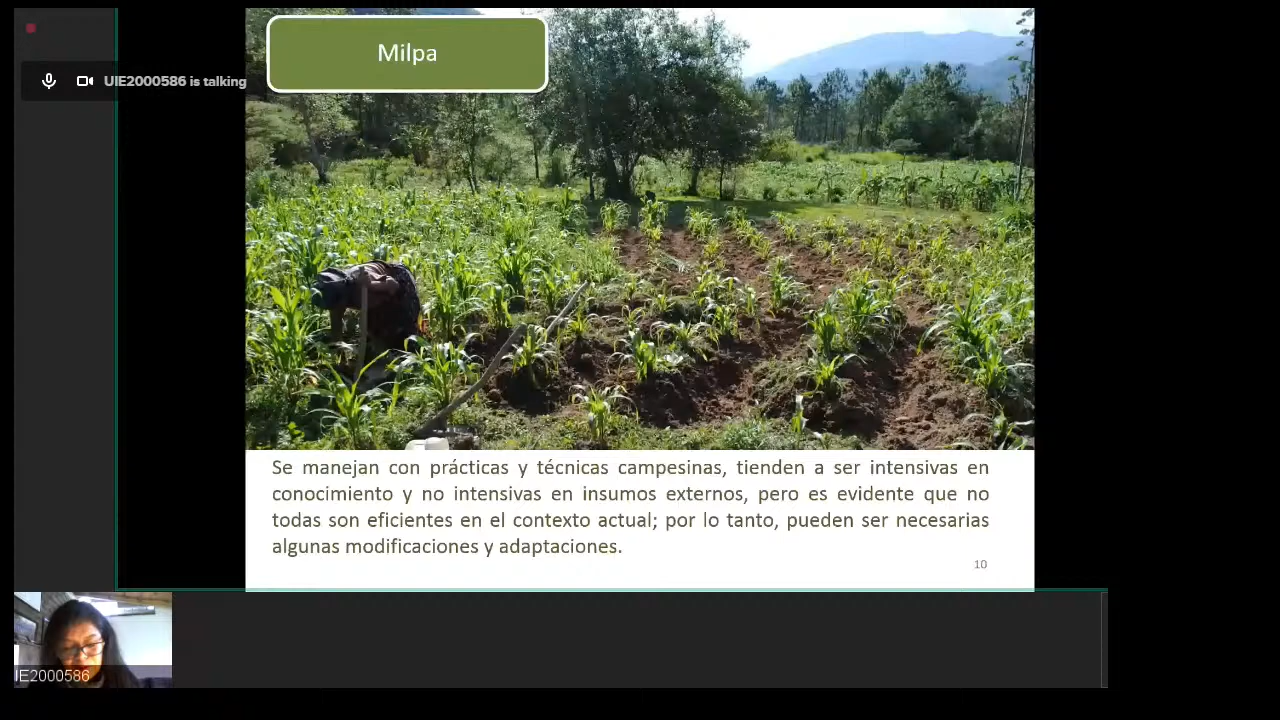 Milpa
UIE2000586 is talking
Se manejan con prácticas y técnicas campesinas, tienden a ser intensivas en
conocimiento y no intensivas en insumos externos, pero es evidente que no
todas son eficientes en el contexto actual; por lo tanto, pueden ser necesarias
algunas modificaciones y adaptaciones.
10
IE2000586